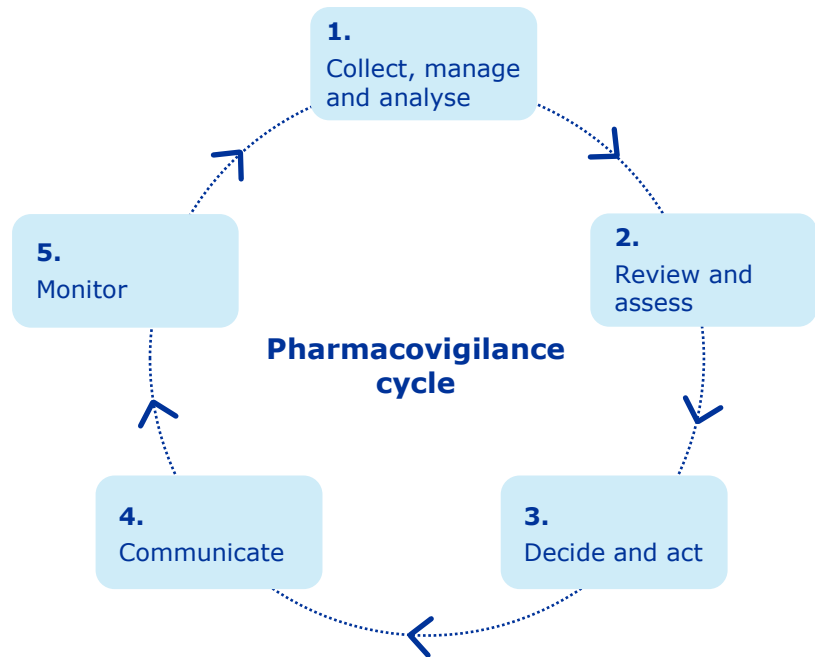 1.
Collect, manage
and analyse
2.
Review and
assess
3.
Decide and act
4.
Communicate
5.
Monitor
Pharmacovigilance
cycle